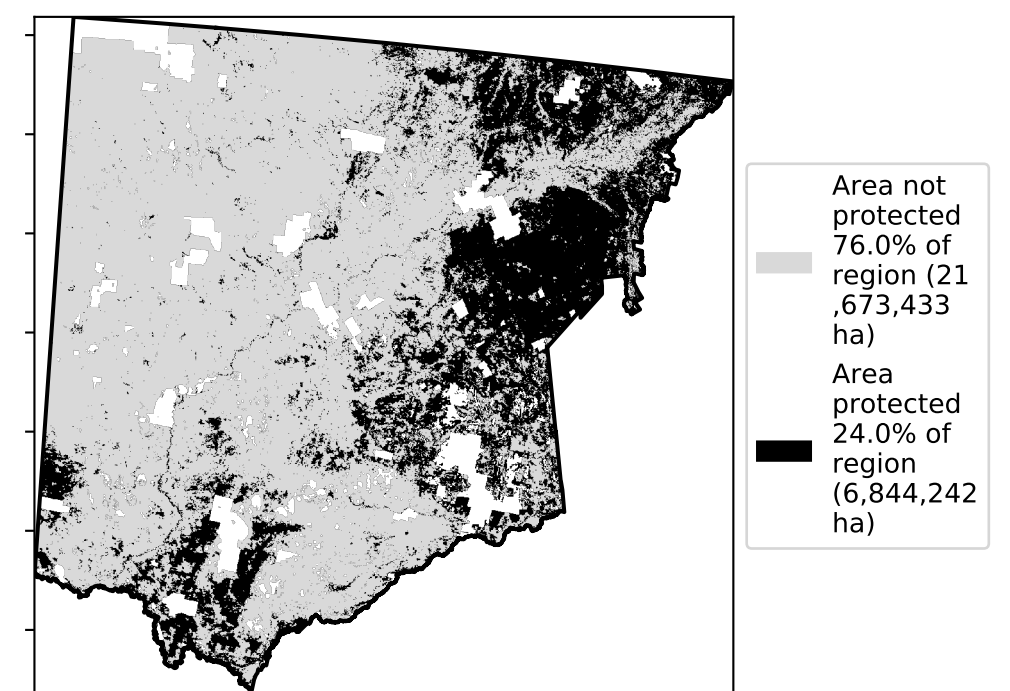 Area not
protected
76.0% of
region (21
,673,433
ha)
Area
protected
24.0% of
region
(6,844,242
ha)